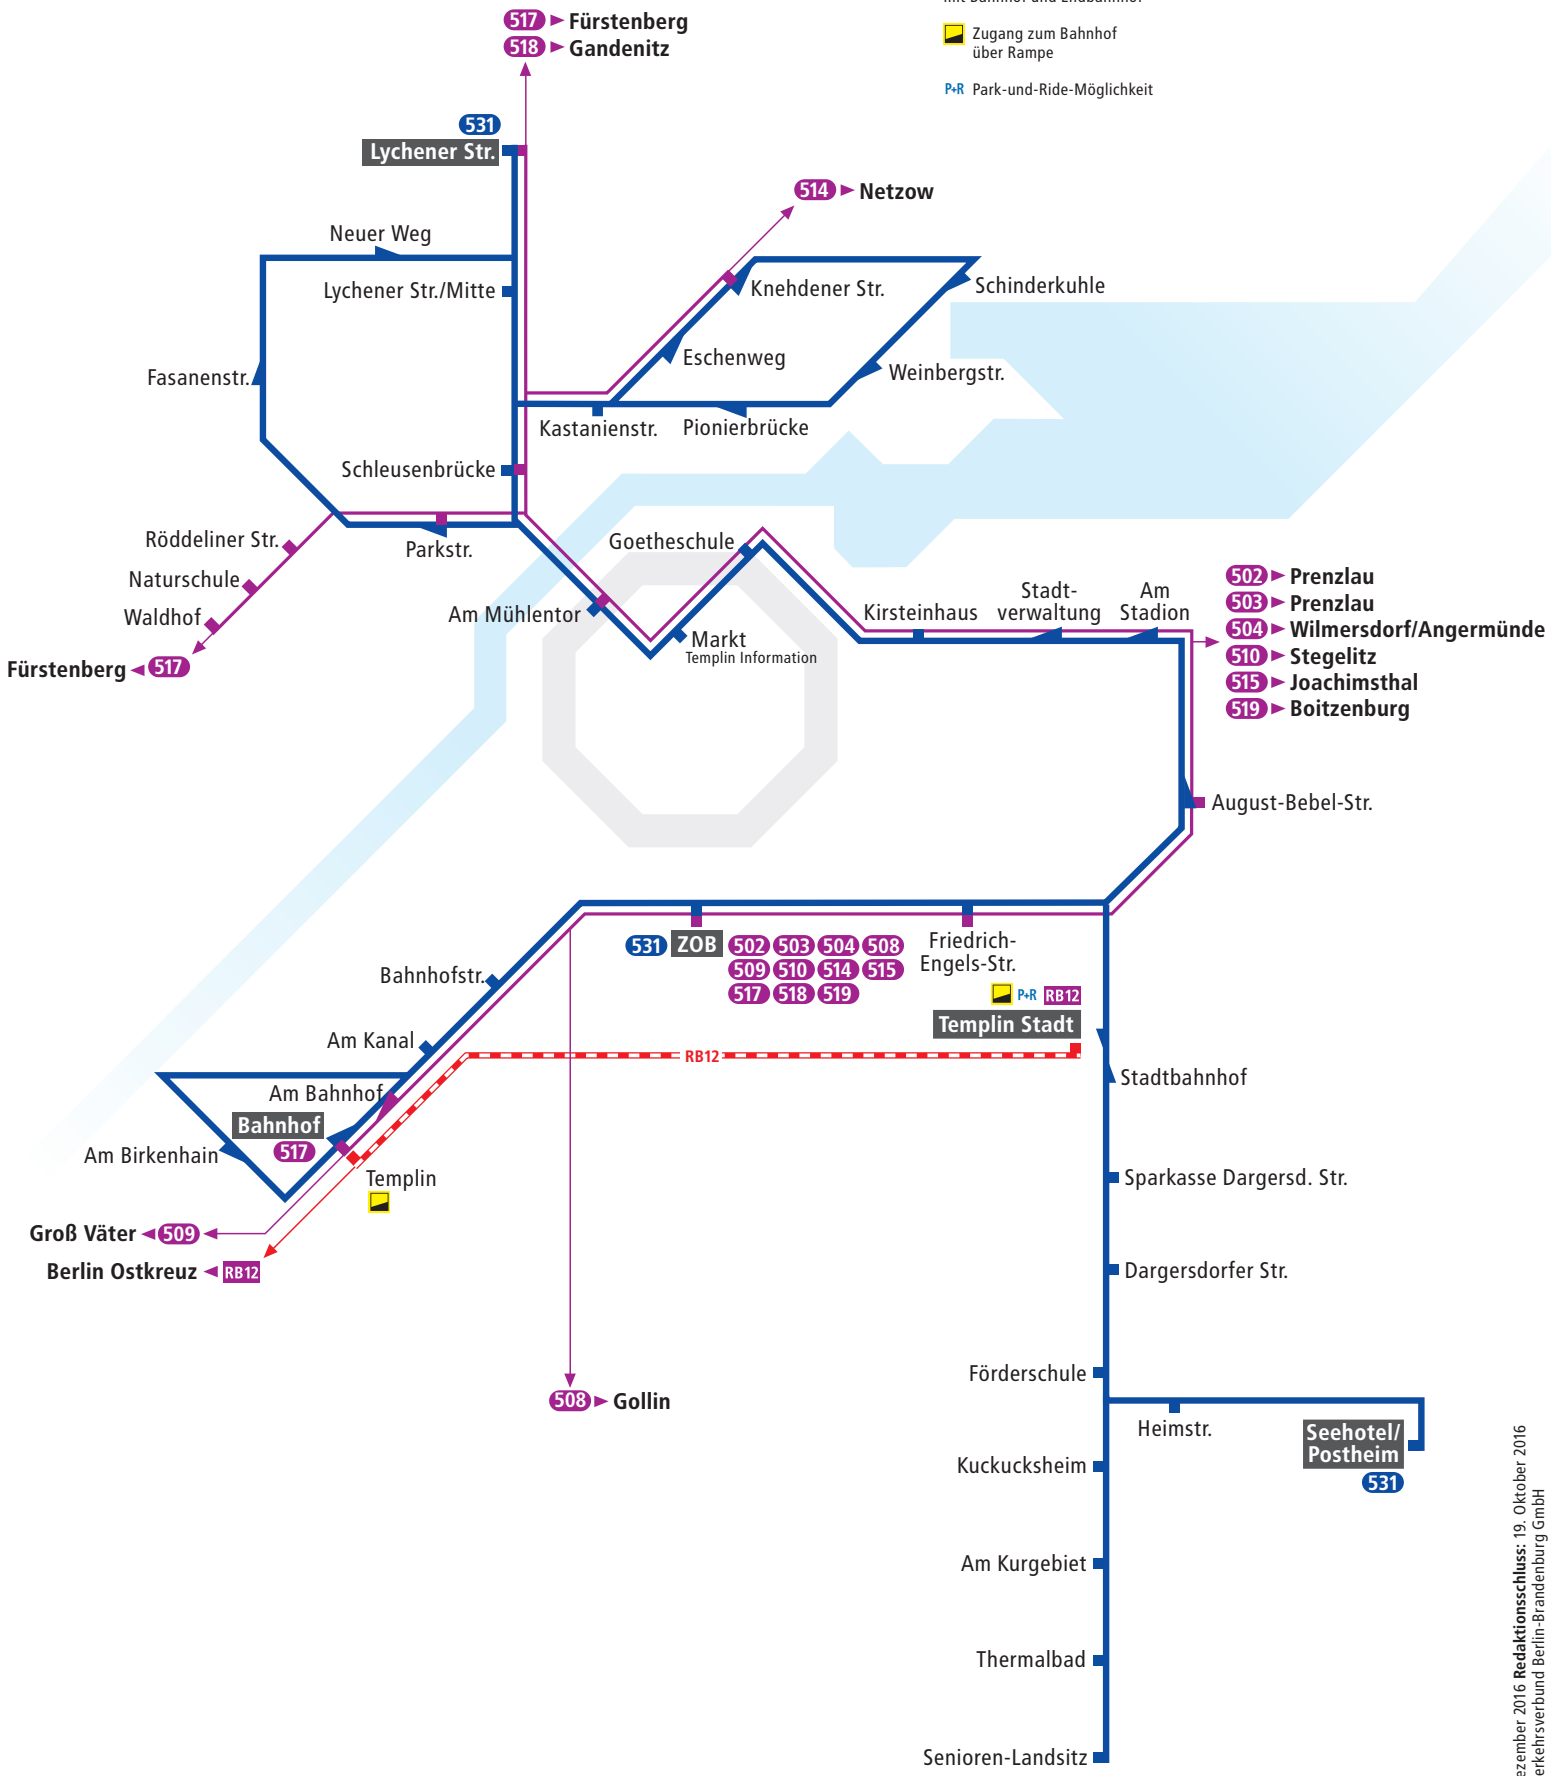 517 Fürstenberg
518 Gandenitz
Zugang zum Bahnhof
über Rampe
P+R Park-und-Ride-Möglichkeit
531
Lychener Str.
514 Netzow
Neuer Weg
Lychener Str./Mitte
Knehdener Str.
Schinderkuhle
Eschenweg
Weinbergstr.
Fasanenstr.
Kastanienstr.
Pionierbrücke
Schleusenbrücke
Röddeliner Str.
Parkstr.
Goetheschule
Naturschule
Waldhof
Am Mühlentor
Fürstenberg 517
Markt
Templin Information
Kirsteinhaus
Stadt-
verwaltung
Am
Stadion
502 Prenzlau
503 Prenzlau
504 Wilmersdorf/Angermünde
510 Stegelitz
515 Joachimsthal
519 Boitzenburg
August-Bebel-Str.
531 ZOB 502 503 504 508
509 510 514 515
517 518 519
Friedrich-
Engels-Str.
P+R RB12
Templin Stadt
Bahnhofstr.
Am Kanal
RB12
Stadtbahnhof
Am Bahnhof
Bahnhof
517
Am Birkenhain
Templin
Sparkasse Dargersd. Str.
Groß Väter 509
Berlin Ostkreuz RB12
Dargersdorfer Str.
Förderschule
508 Gollin
Heimstr.
Seehotel/
Postheim
531
Kuckucksheim
Am Kurgebiet
Thermalbad
Senioren-Landsitz
2016 Redaktionsschluss: 19. Oktober 2016
Berlin-Brandenburg GmbH